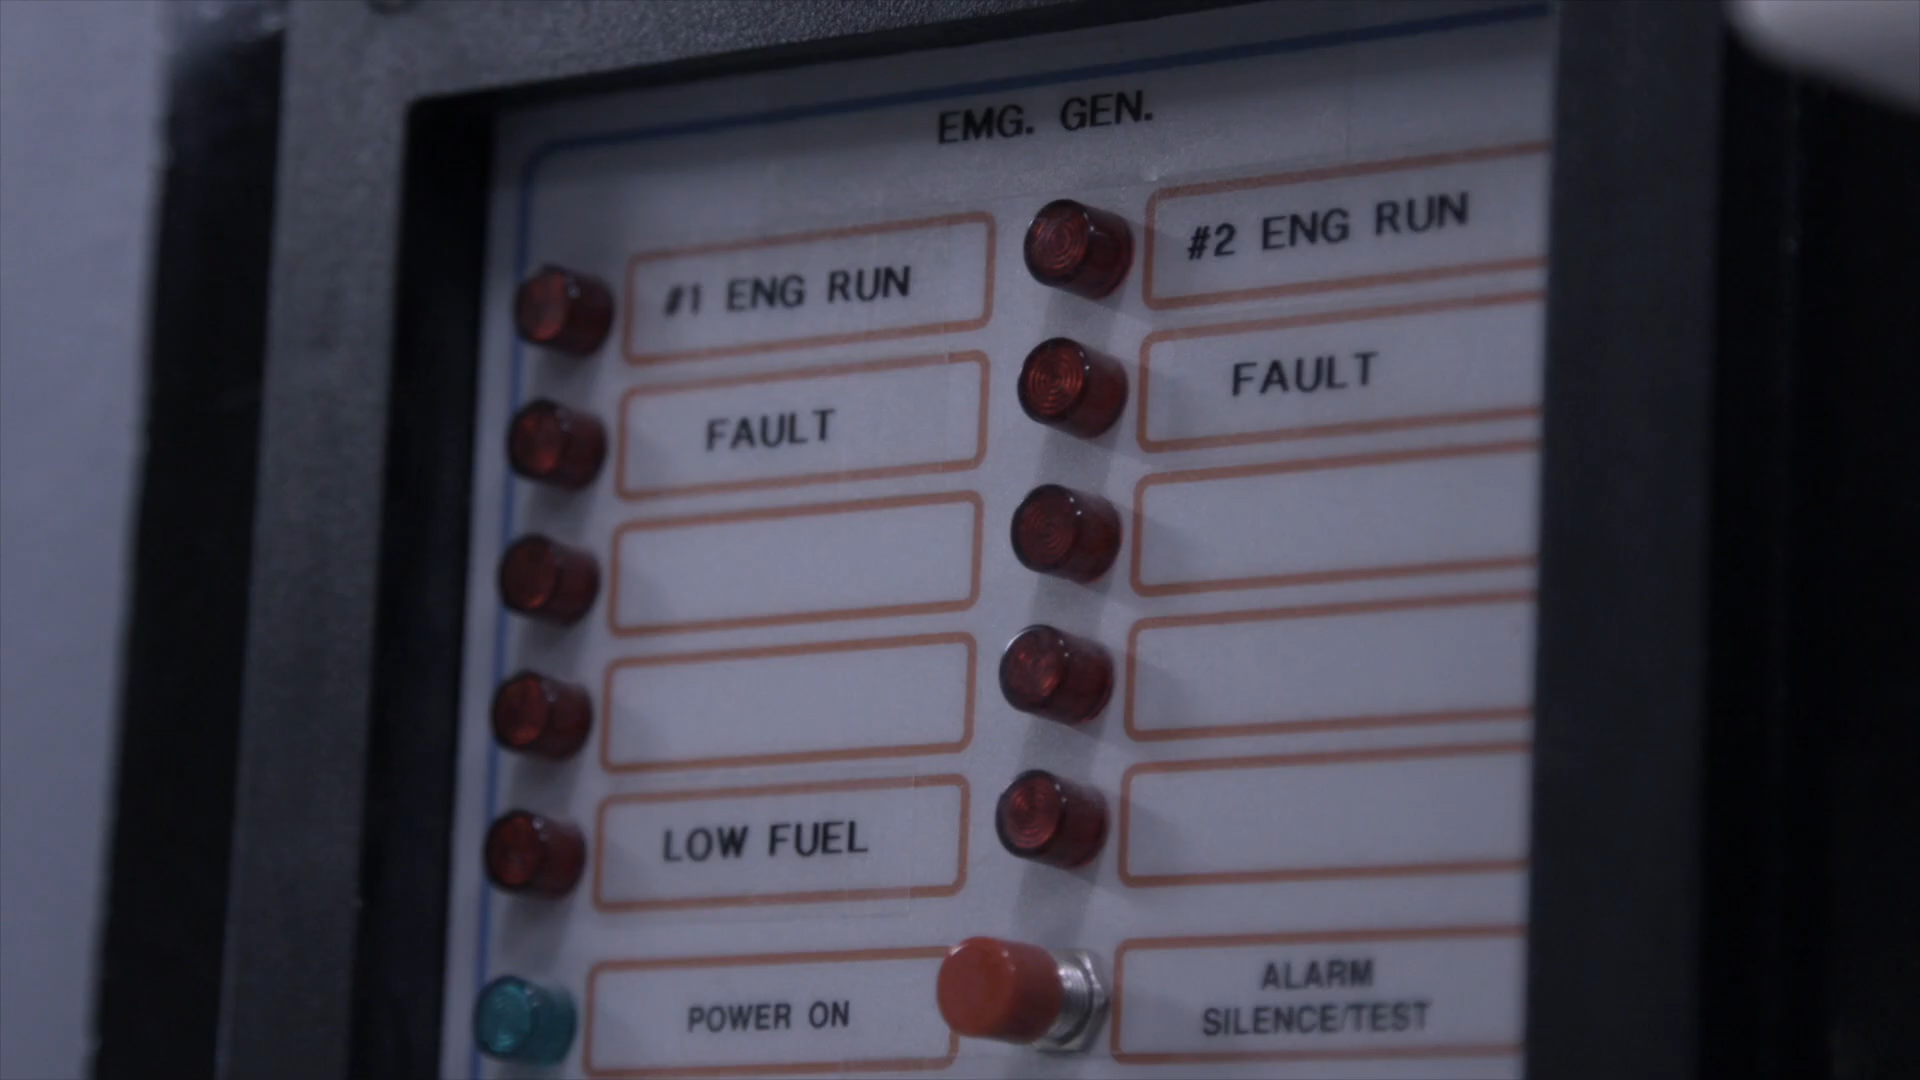 EMG. GEN.
#1 ENG RUN
#2 ENG RUN
FAULT
FAULT
LOW FUEL
POWER ON
ALARM
SILENCE/TEST